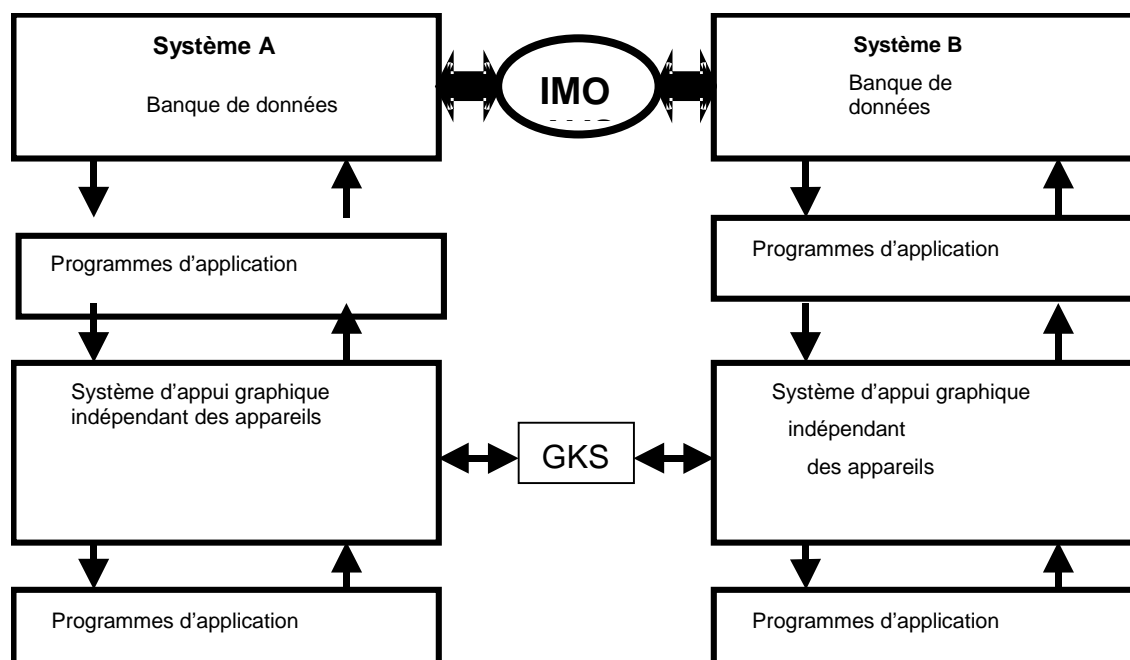 Système A
Banque de données
IMO
Système B
Banque de
données
Programmes d’application
Programmes d’application
Système d'appui graphique
indépendant des appareils
GKS
Système d'appui graphique
indépendant
des appareils
Programmes d’application
Programmes d’application